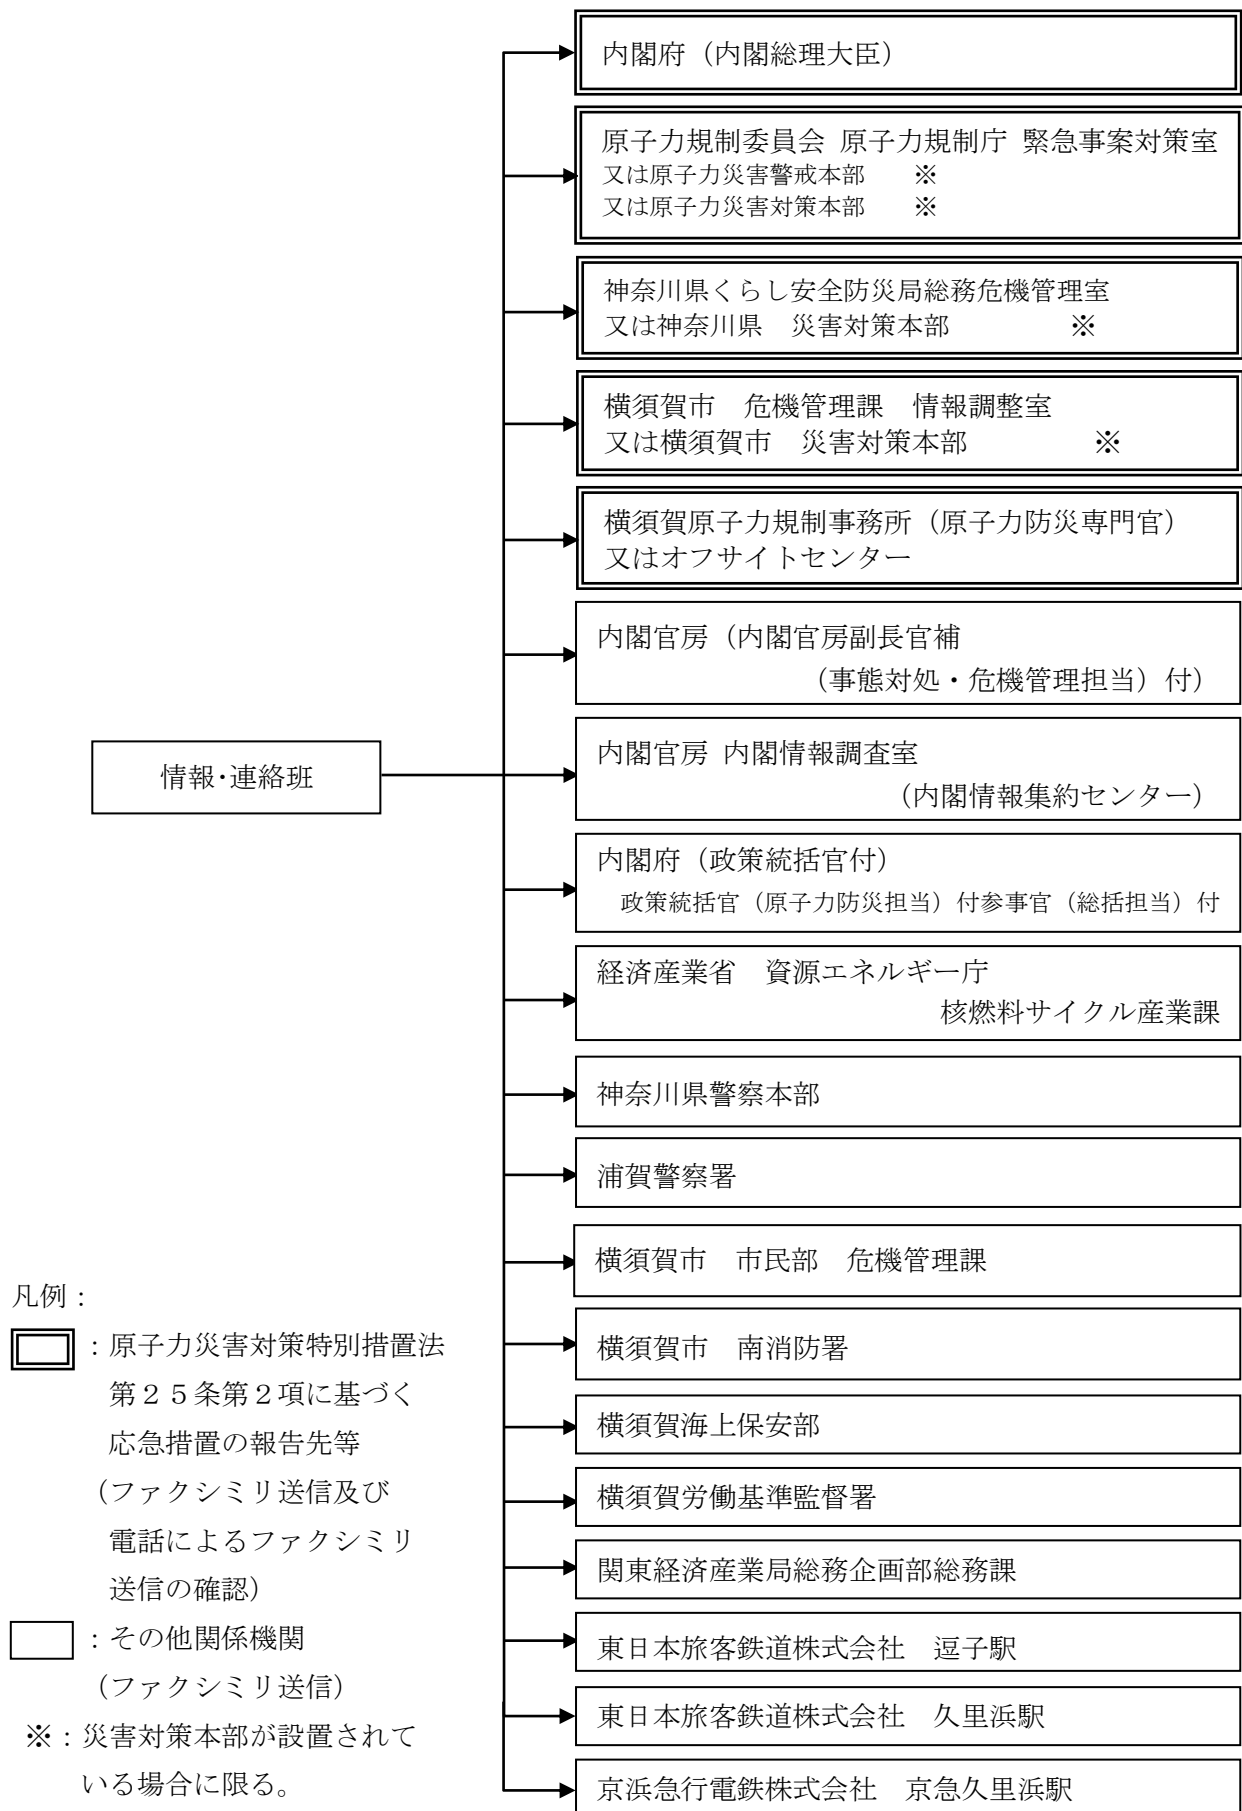 内閣府（内閣総理大臣）
原子力規制委員会 原子力規制庁 緊急事案対策室
又は原子力災害警戒本部　　※
又は原子力災害対策本部　　※
神奈川県くらし安全防災局総務危機管理室
又は神奈川県　災害対策本部　　　　※
横須賀市　危機管理課　情報調整室
又は横須賀市　災害対策本部　　　　※
横須賀原子力規制事務所（原子力防災専門官）
又はオフサイトセンター
内閣官房（内閣官房副長官補
（事態対処・危機管理担当）付）
情報･連絡班
内閣官房 内閣情報調査室
（内閣情報集約センター）
内閣府（政策統括官付）
政策統括官（原子力防災担当）付参事官（総括担当）付
経済産業省　資源エネルギー庁
核燃料サイクル産業課
神奈川県警察本部
浦賀警察署
横須賀市　市民部　危機管理課
横須賀市　南消防署
横須賀海上保安部
横須賀労働基準監督署
関東経済産業局総務企画部総務課
東日本旅客鉄道株式会社　逗子駅
東日本旅客鉄道株式会社　久里浜駅
京浜急行電鉄株式会社　京急久里浜駅
凡例：
：原子力災害対策特別措置法
第２５条第２項に基づく
応急措置の報告先等
（ファクシミリ送信及び
電話によるファクシミリ
送信の確認）
：その他関係機関
（ファクシミリ送信）
※：災害対策本部が設置されて
いる場合に限る。